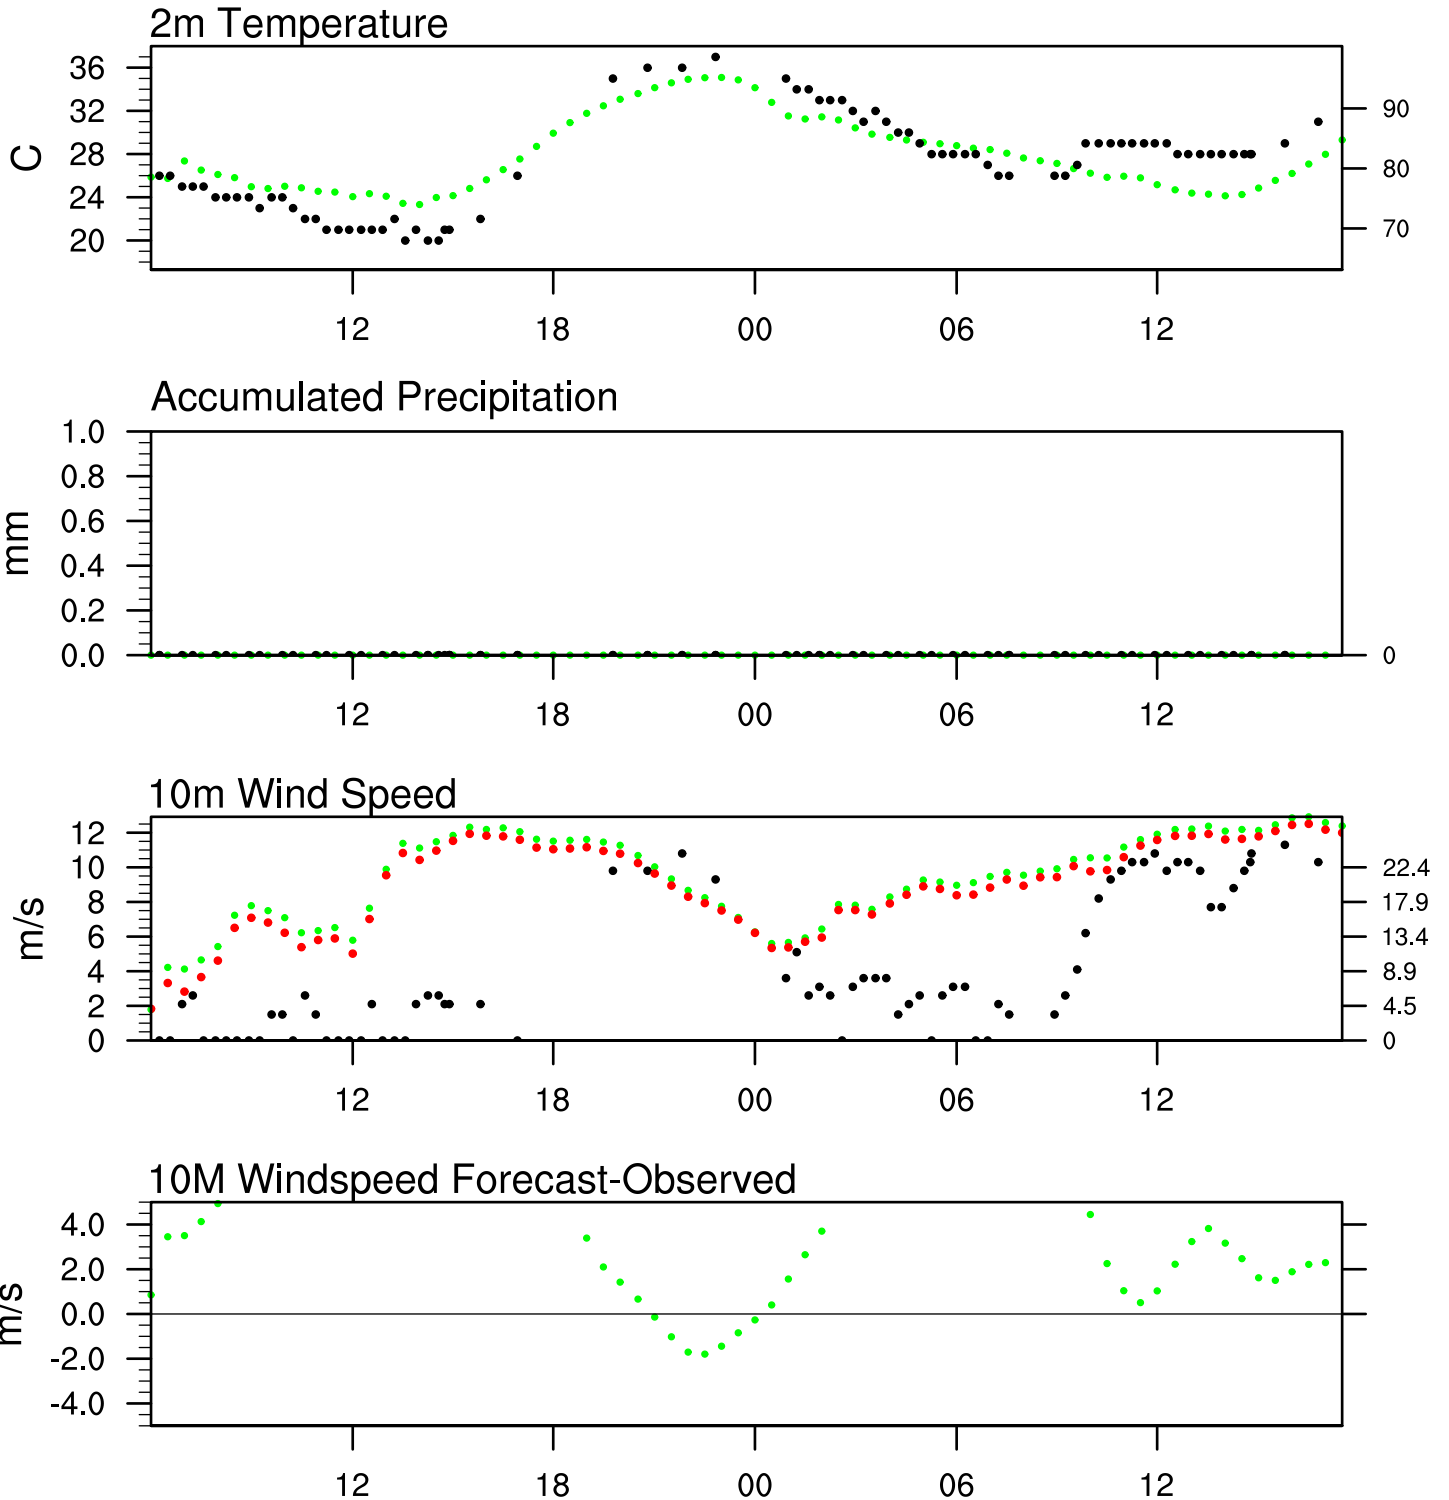 2m Temperature
36
32
28
24
20
C
90
80
70
12 18 00 06 12
Accumulated Precipitation
1.0
0.8
0.6
0.4
0.2
0.0
mm
0
12 18 00 06 12
10m Wind Speed
12
10
8
6
4
2
0
m/s
22.4
17.9
13.4
8.9
4.5
0
12 18 00 06 12
10M Windspeed Forecast-Observed
4.0
2.0
0.0
-2.0
-4.0
m/s
12 18 00 06 12